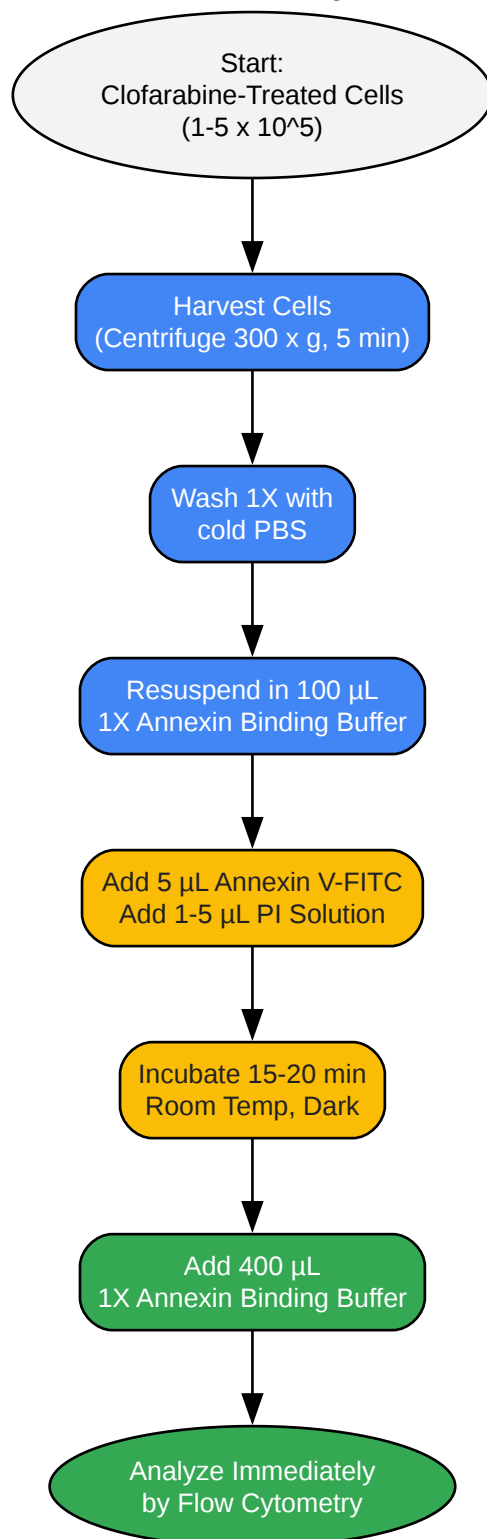 Start:
Clofarabine-Treated Cells
(1-5 x 10^5)
Harvest Cells
(Centrifuge 300 x g, 5 min)
Wash 1X with
cold PBS
Resuspend in 100 µL
1X Annexin Binding Buffer
Add 5 µL Annexin V-FITC
Add 1-5 µL PI Solution
Incubate 15-20 min
Room Temp, Dark
Add 400 µL
1X Annexin Binding Buffer
Analyze Immediately
by Flow Cytometry